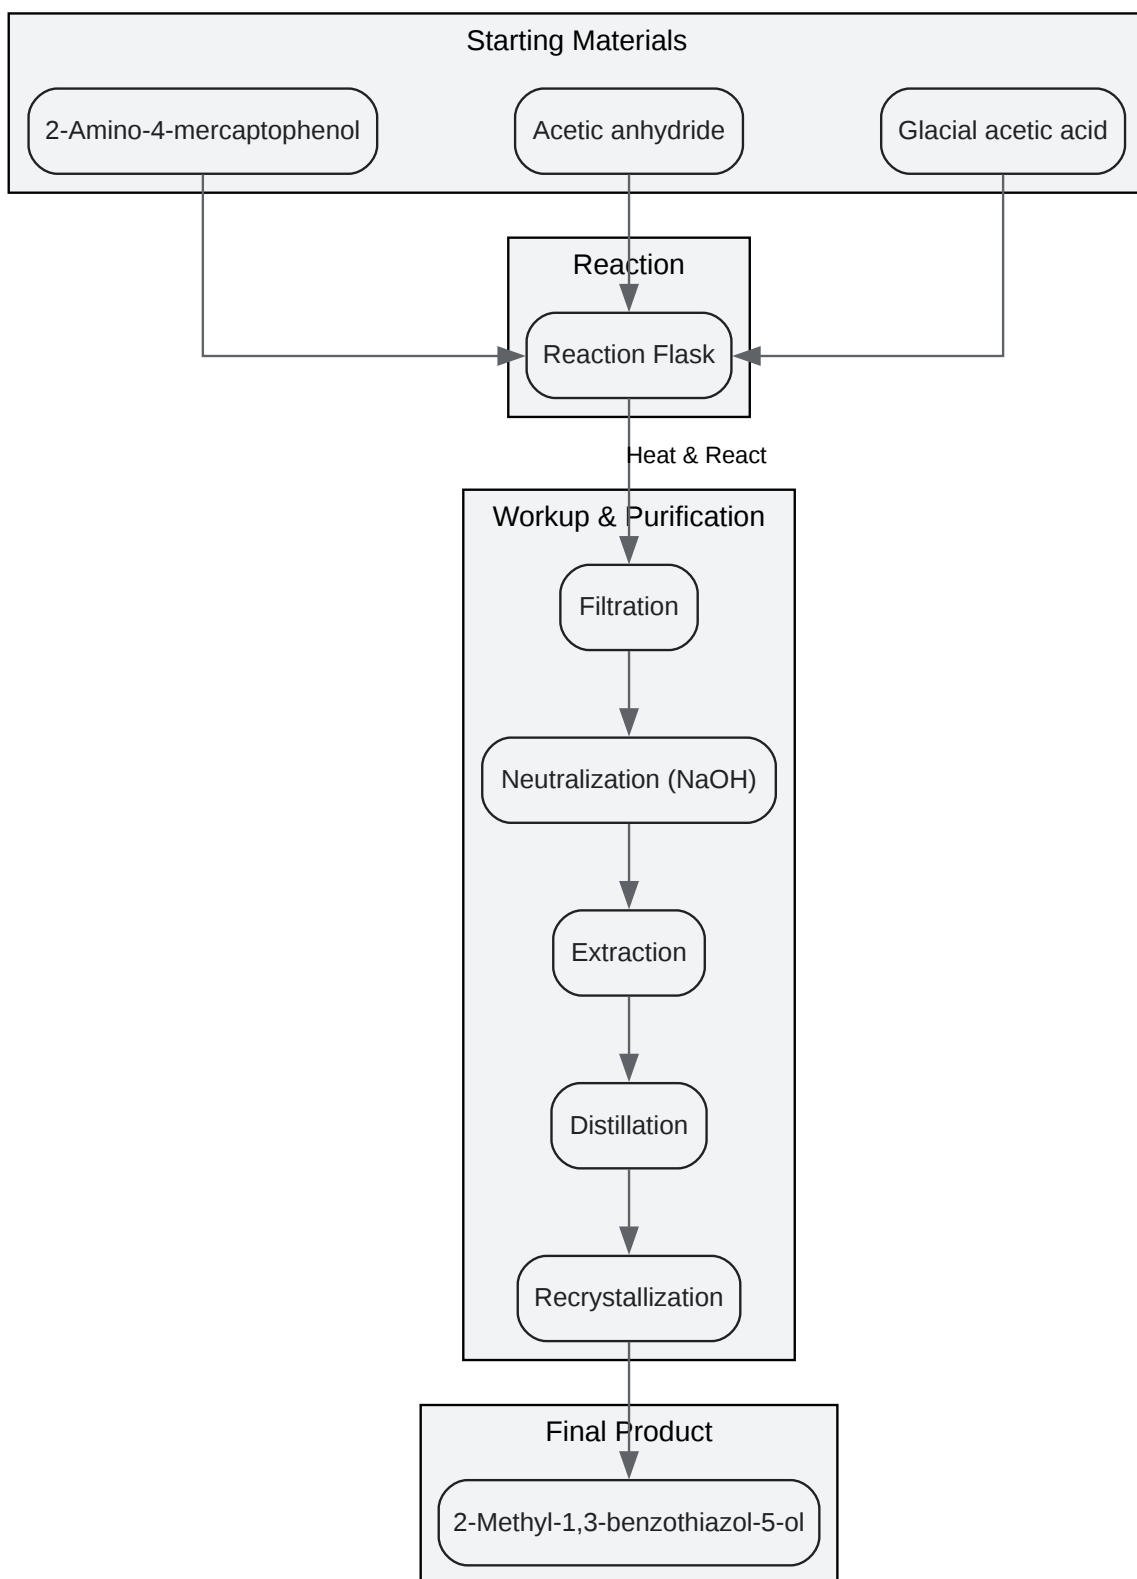 Starting Materials
2-Amino-4-mercaptophenol
Acetic anhydride
Glacial acetic acid
Reaction
Reaction Flask
Heat & React
Workup & Purification
Filtration
Neutralization (NaOH)
Extraction
Distillation
Recrystallization
Final Product
2-Methyl-1,3-benzothiazol-5-ol